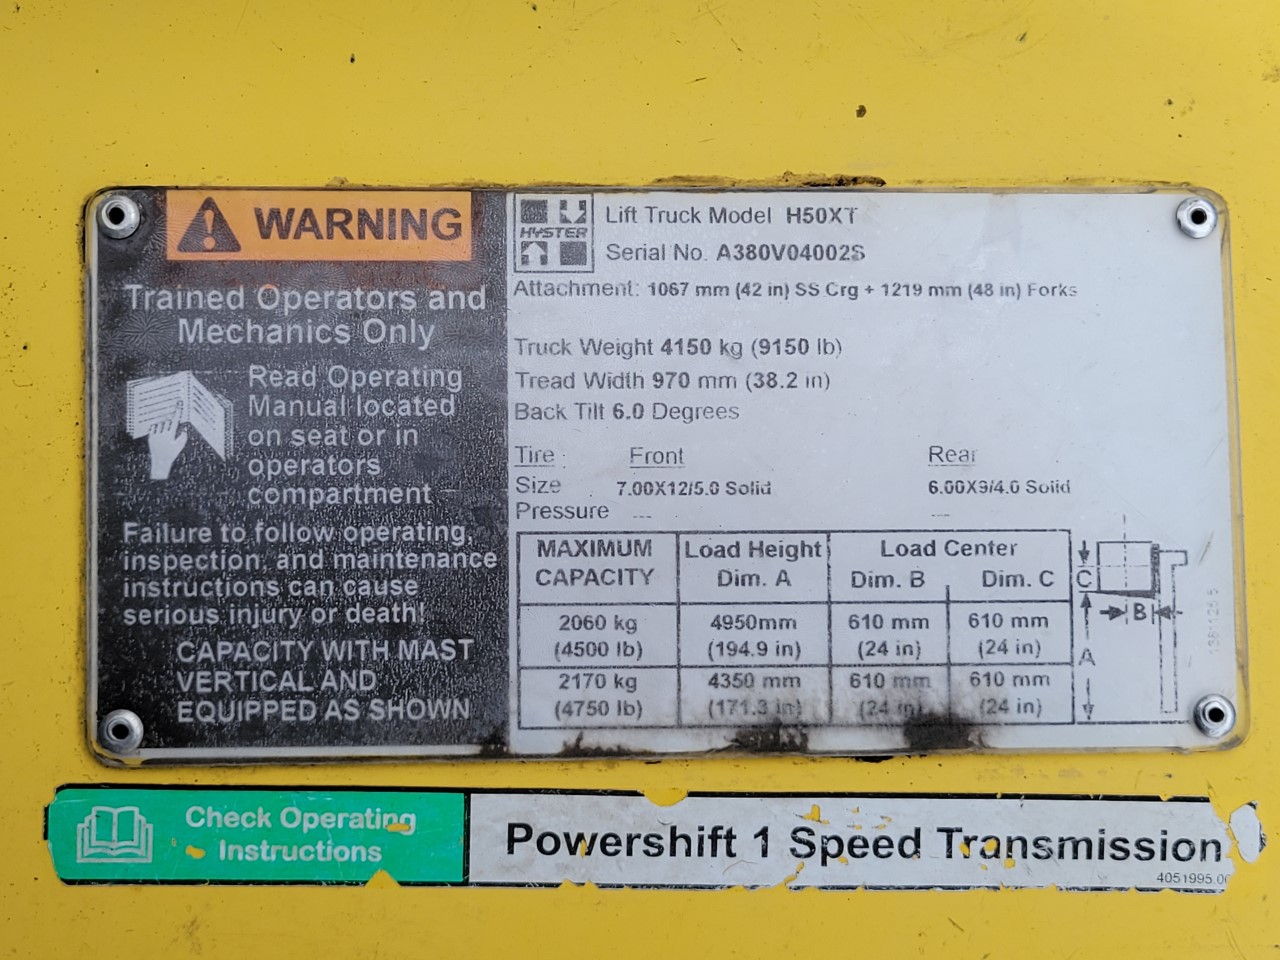 WARNING
Trained Operators and
Mechanics Only
Read Operating
Manual located
on seat or in
operators
compartment
Failure to follow operating,
inspection, and maintenance
instructions can cause
serious injury or death!
CAPACITY WITH MAST
VERTICAL AND
EQUIPPED AS SHOWN
HYSTER
Lift Truck Model H50XT
Serial No. A380V04002S
Attachment: 1067 mm (42 in) SS Crg + 1219 mm (48 in) Forks
Truck Weight 4150 kg (9150 lb)
Tread Width 970 mm (38.2 in)
Back Tilt 6.0 Degrees
Tire Front Rear
Size 7.00X12/5.0 Solid 6.00X9/4.0 Solid
Pressure --- ---
MAXIMUM CAPACITY Load Height Dim. A Load Center Dim. B Dim. C
2060 kg 4950mm 610 mm 610 mm
(4500 lb) (194.9 in) (24 in) (24 in)
2170 kg 4350 mm 610 mm 610 mm
(4750 lb) (171.3 in) (24 in) (24 in)
C
B
A
Check Operating
Instructions
Powershift 1 Speed Transmission